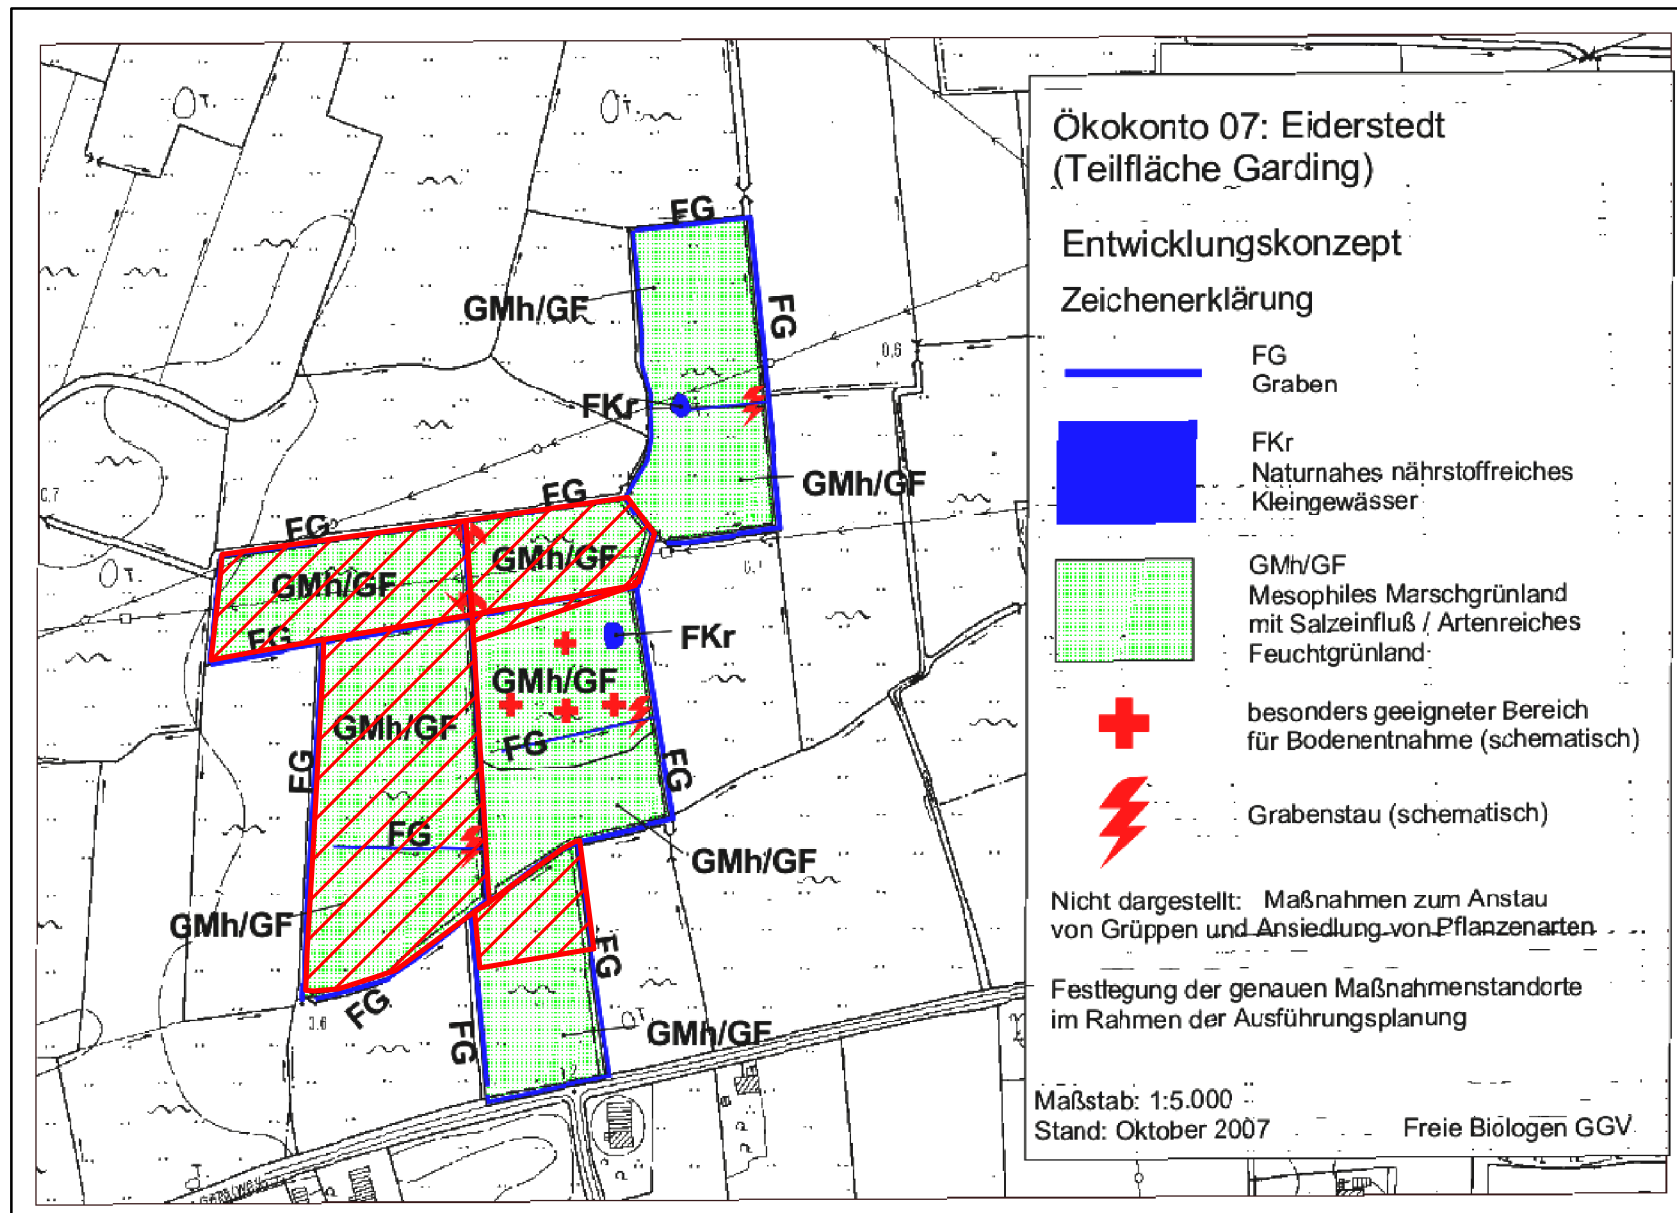 Ökokonto 07: Eiderstedt
(Teilfläche Garding)
Entwicklungskonzept
Zeichenerklärung
FG
Graben
FKr
Naturnahes nährstoffreiches
Kleingewässer
GMh/GF
Mesophiles Marschgrünland
mit Salzeinfluß / Artenreiches
Feuchtgrünland
besonders geeigneter Bereich
für Bodenentnahme (schematisch)
Grabenstau (schematisch)
Nicht dargestellt: Maßnahmen zum Anstau
von Grüppen und Ansiedlung von Pflanzenarten
Festlegung der genauen Maßnahmenstandorte
im Rahmen der Ausführungsplanung
Maßstab: 1:5.000
Stand: Oktober 2007
Freie Biologen GGV
FG
GMh/GF
FG
0,6
FKr
GMh/GF
0,7
FG
FG
GMh/GF
GMh/GF
FG
FKr
GMh/GF
GMh/GF
FG
FG
FG
FG
GMh/GF
GMh/GF
FG
FG
FG
GMh/GF